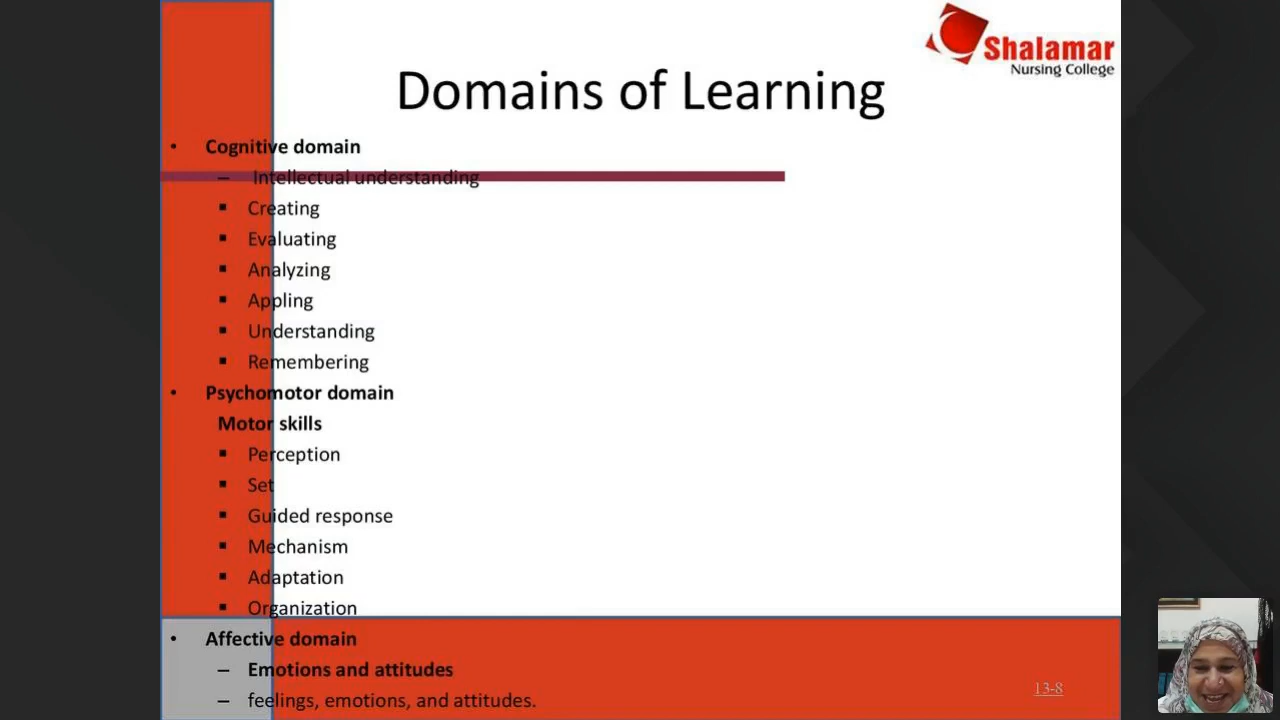 Shalamar
Nursing College
Domains of Learning
• Cognitive domain
– Intellectual understanding
▪ Creating
▪ Evaluating
▪ Analyzing
▪ Appling
▪ Understanding
▪ Remembering
• Psychomotor domain
Motor skills
▪ Perception
▪ Set
▪ Guided response
▪ Mechanism
▪ Adaptation
▪ Organization
• Affective domain
– Emotions and attitudes
– feelings, emotions, and attitudes.
13-8